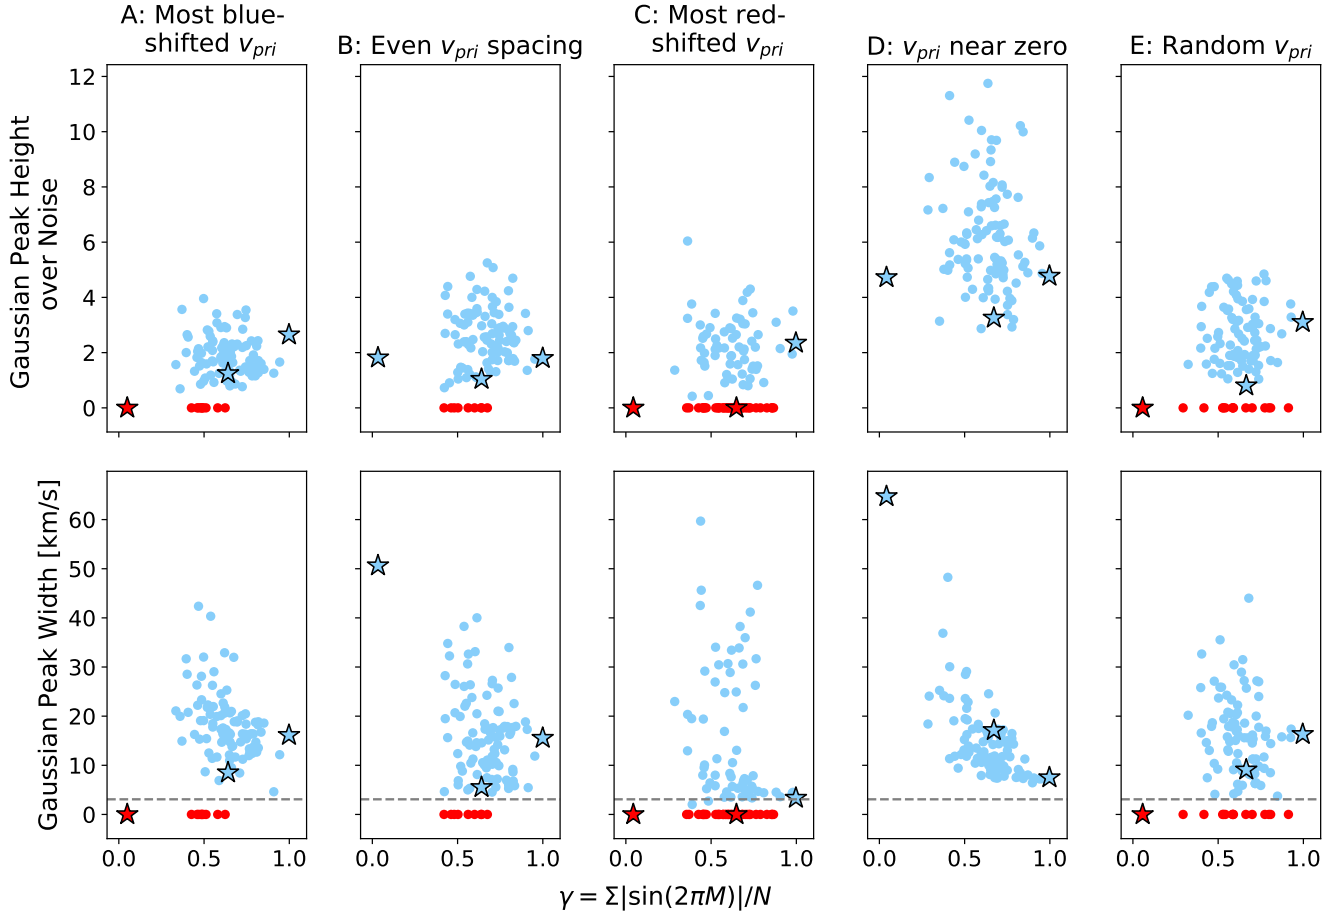 A: Most blue-
shifted v_pri
B: Even v_pri spacing
C: Most red-
shifted v_pri
D: v_pri near zero
E: Random v_pri
Gaussian Peak Height
over Noise
12
10
8
6
4
2
0
Gaussian Peak Width [km/s]
60
50
40
30
20
10
0
0.0 0.5 1.0
0.0 0.5 1.0
0.0 0.5 1.0
0.0 0.5 1.0
0.0 0.5 1.0
γ = Σ|sin(2πM)|/N